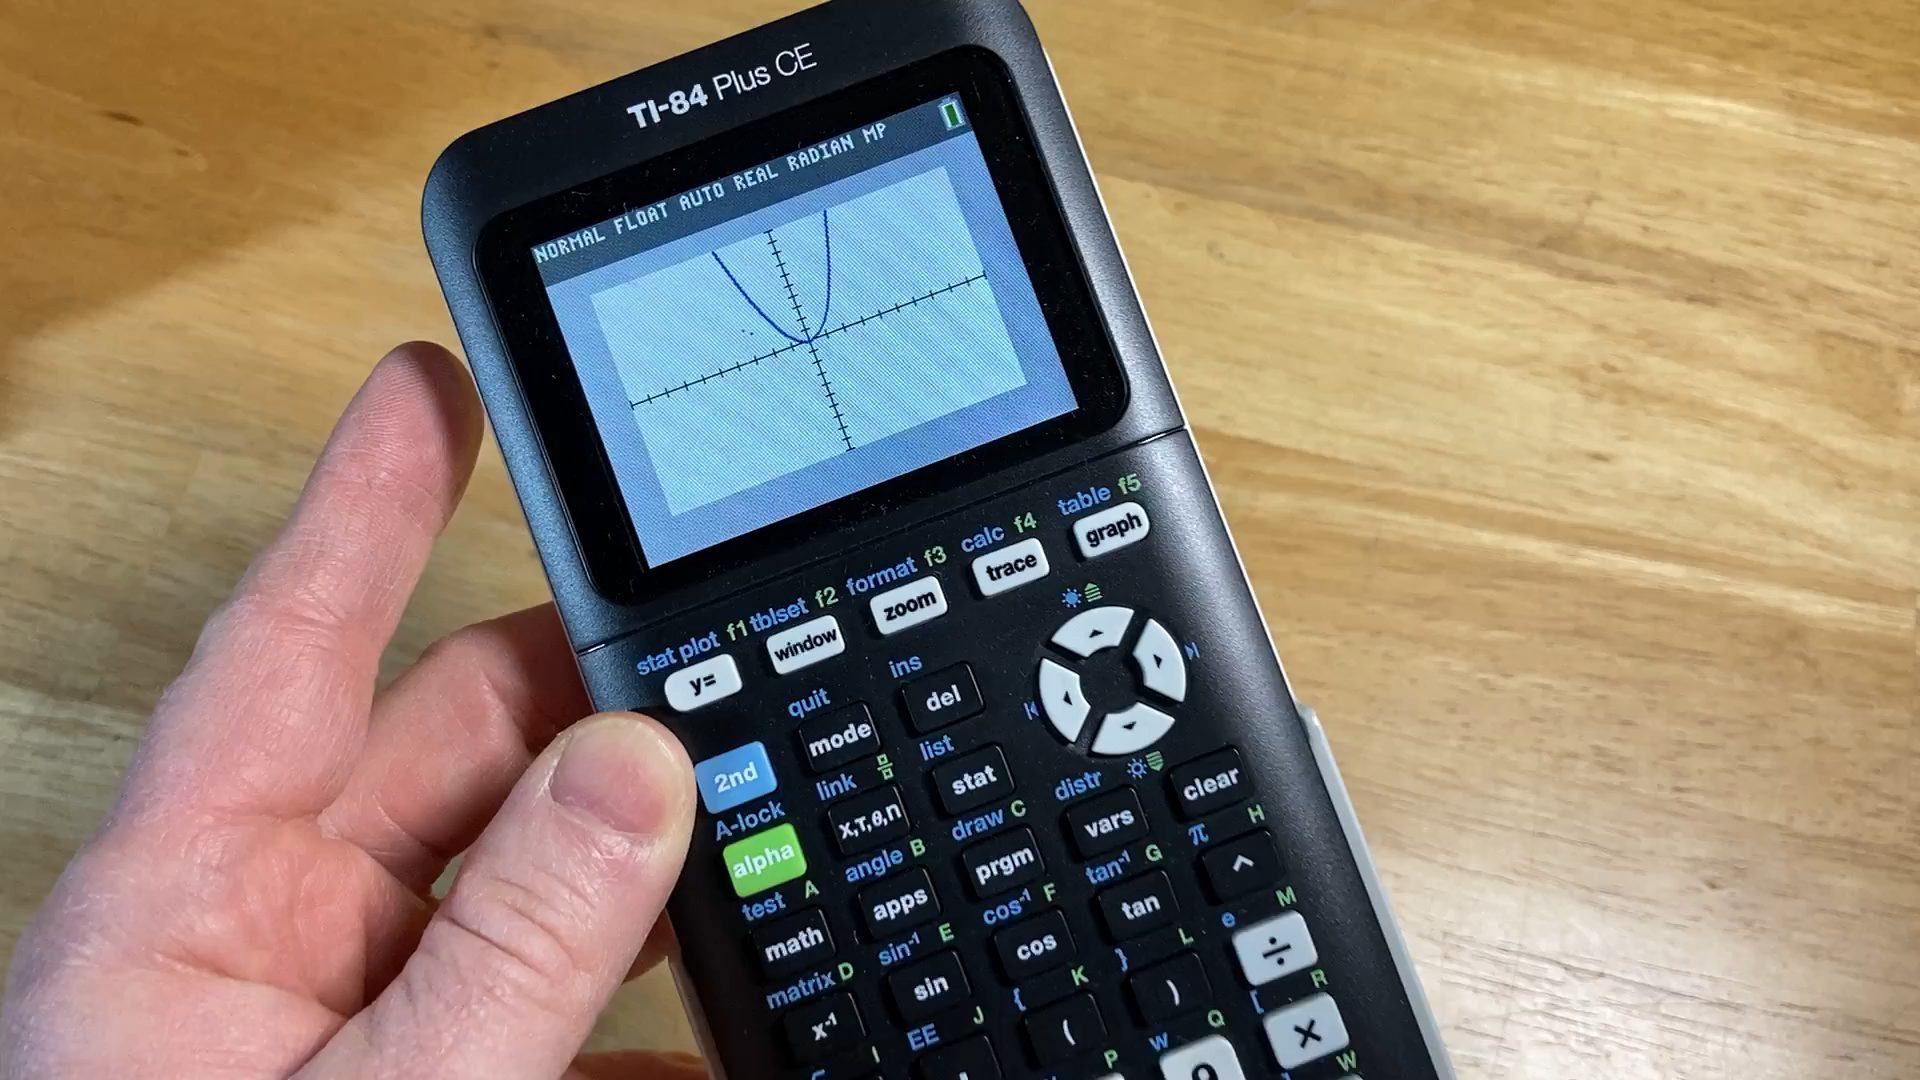 TI-84 Plus CE
NORMAL FLOAT AUTO REAL RADIAN MP
stat plot f1 tblset f2 format f3 calc f4 table f5
y= window zoom trace graph
quit ins
2nd mode del
A-lock link list
alpha x,T,θ,n stat
test A angle B draw C distr
math apps prgm vars clear
matrix D sin⁻¹ E cos⁻¹ F tan⁻¹ G π H
x⁻¹ sin cos tan ^
I EE J { K } L e M
( ) ÷
P w Q [ R
×
W